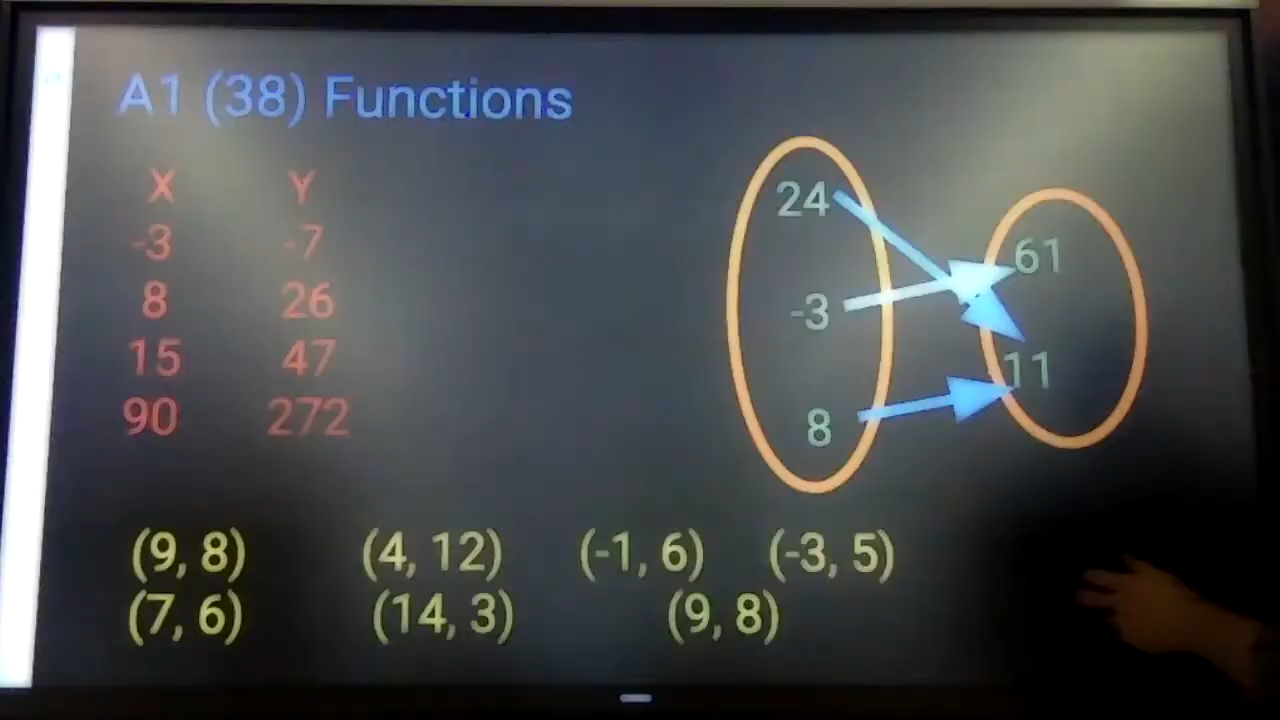 A1 (38) Functions
X Y
-3 -7
8 26
15 47
90 272
24
-3
8
61
11
(9, 8) (4, 12) (-1, 6) (-3, 5)
(7, 6) (14, 3) (9, 8)